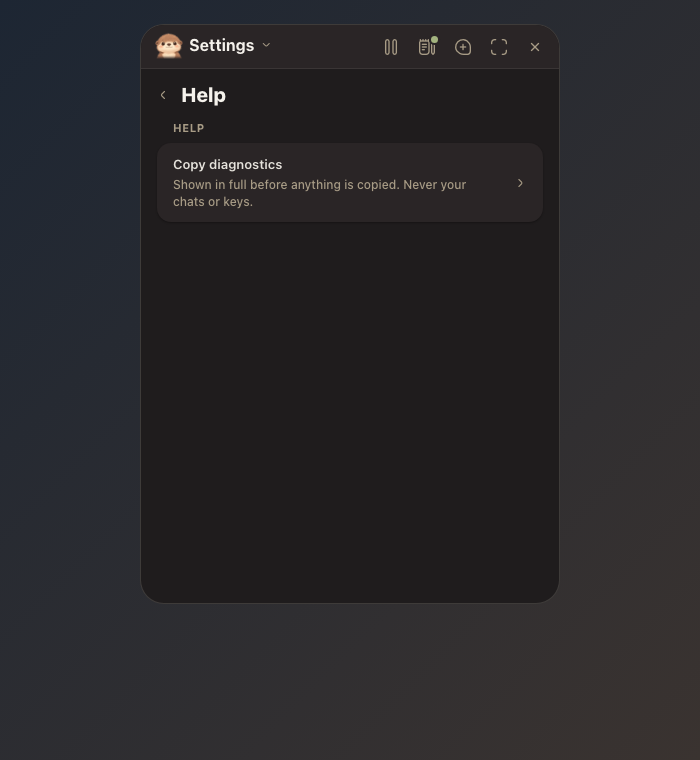 Settings
Help
HELP
Copy diagnostics
Shown in full before anything is copied. Never your
chats or keys.